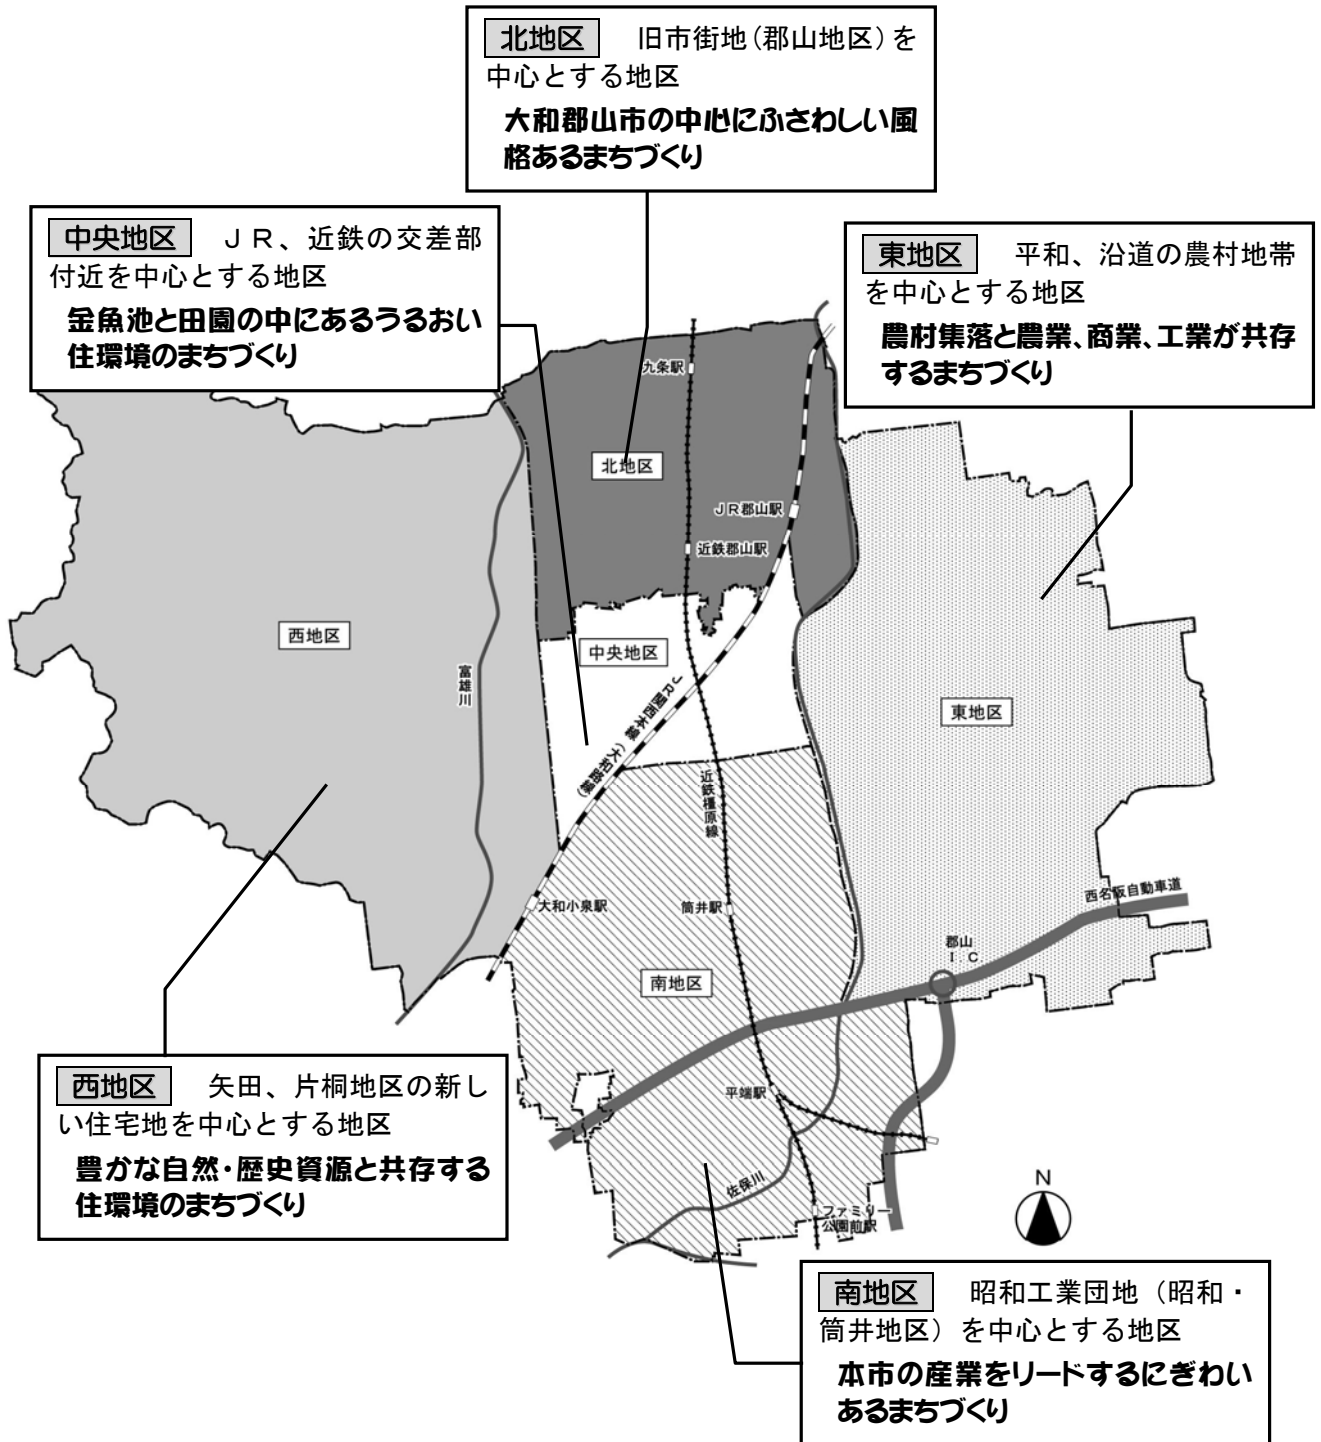 北地区 旧市街地(郡山地区)を
中心とする地区
大和郡山市の中心にふさわしい風
格あるまちづくり
中央地区 JR、近鉄の交差部
付近を中心とする地区
金魚池と田園の中にあるうるおい
住環境のまちづくり
東地区 平和、沿道の農村地帯
を中心とする地区
農村集落と農業、商業、工業が共存
するまちづくり
九条駅
北地区
JR郡山駅
近鉄郡山駅
西地区
中央地区
富雄川
JR関西本線(大和路線)
東地区
近鉄橿原線
西名阪自動車道
大和小泉駅
筒井駅
郡山
IC
南地区
平端駅
佐保川
ファミリー
公園前駅
N
西地区 矢田、片桐地区の新し
い住宅地を中心とする地区
豊かな自然・歴史資源と共存する
住環境のまちづくり
南地区 昭和工業団地(昭和・
筒井地区)を中心とする地区
本市の産業をリードするにぎわい
あるまちづくり